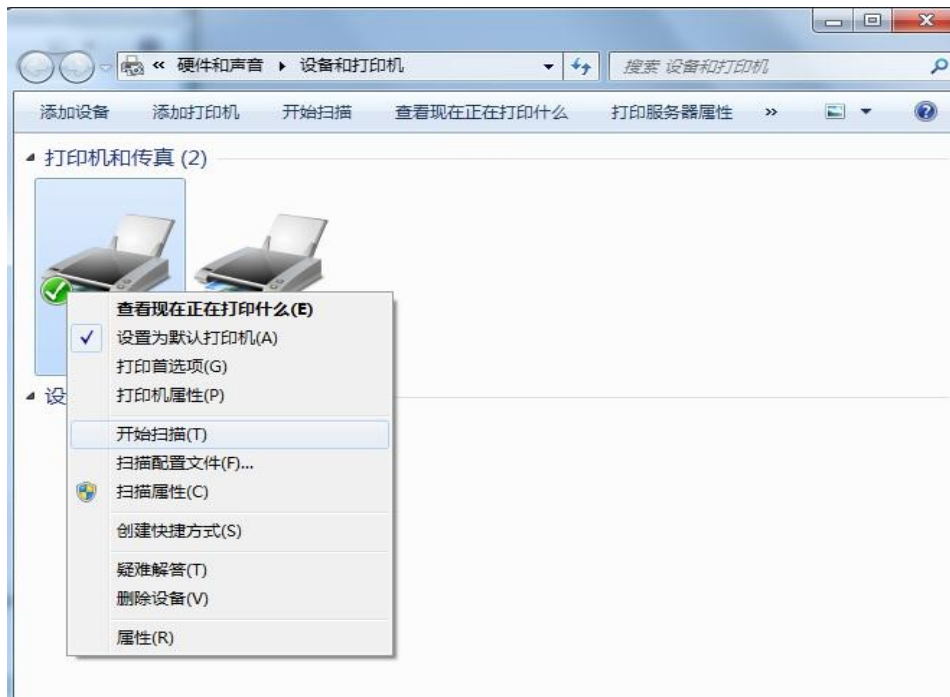 « 硬件和声音 ▸ 设备和打印机
搜索 设备和打印机
添加设备 添加打印机 开始扫描 查看现在正在打印什么 打印服务器属性 »
打印机和传真 (2)
查看现在正在打印什么(E)
设置为默认打印机(A)
打印首选项(G)
打印机属性(P)
设
开始扫描(T)
扫描配置文件(F)...
扫描属性(C)
创建快捷方式(S)
疑难解答(T)
删除设备(V)
属性(R)